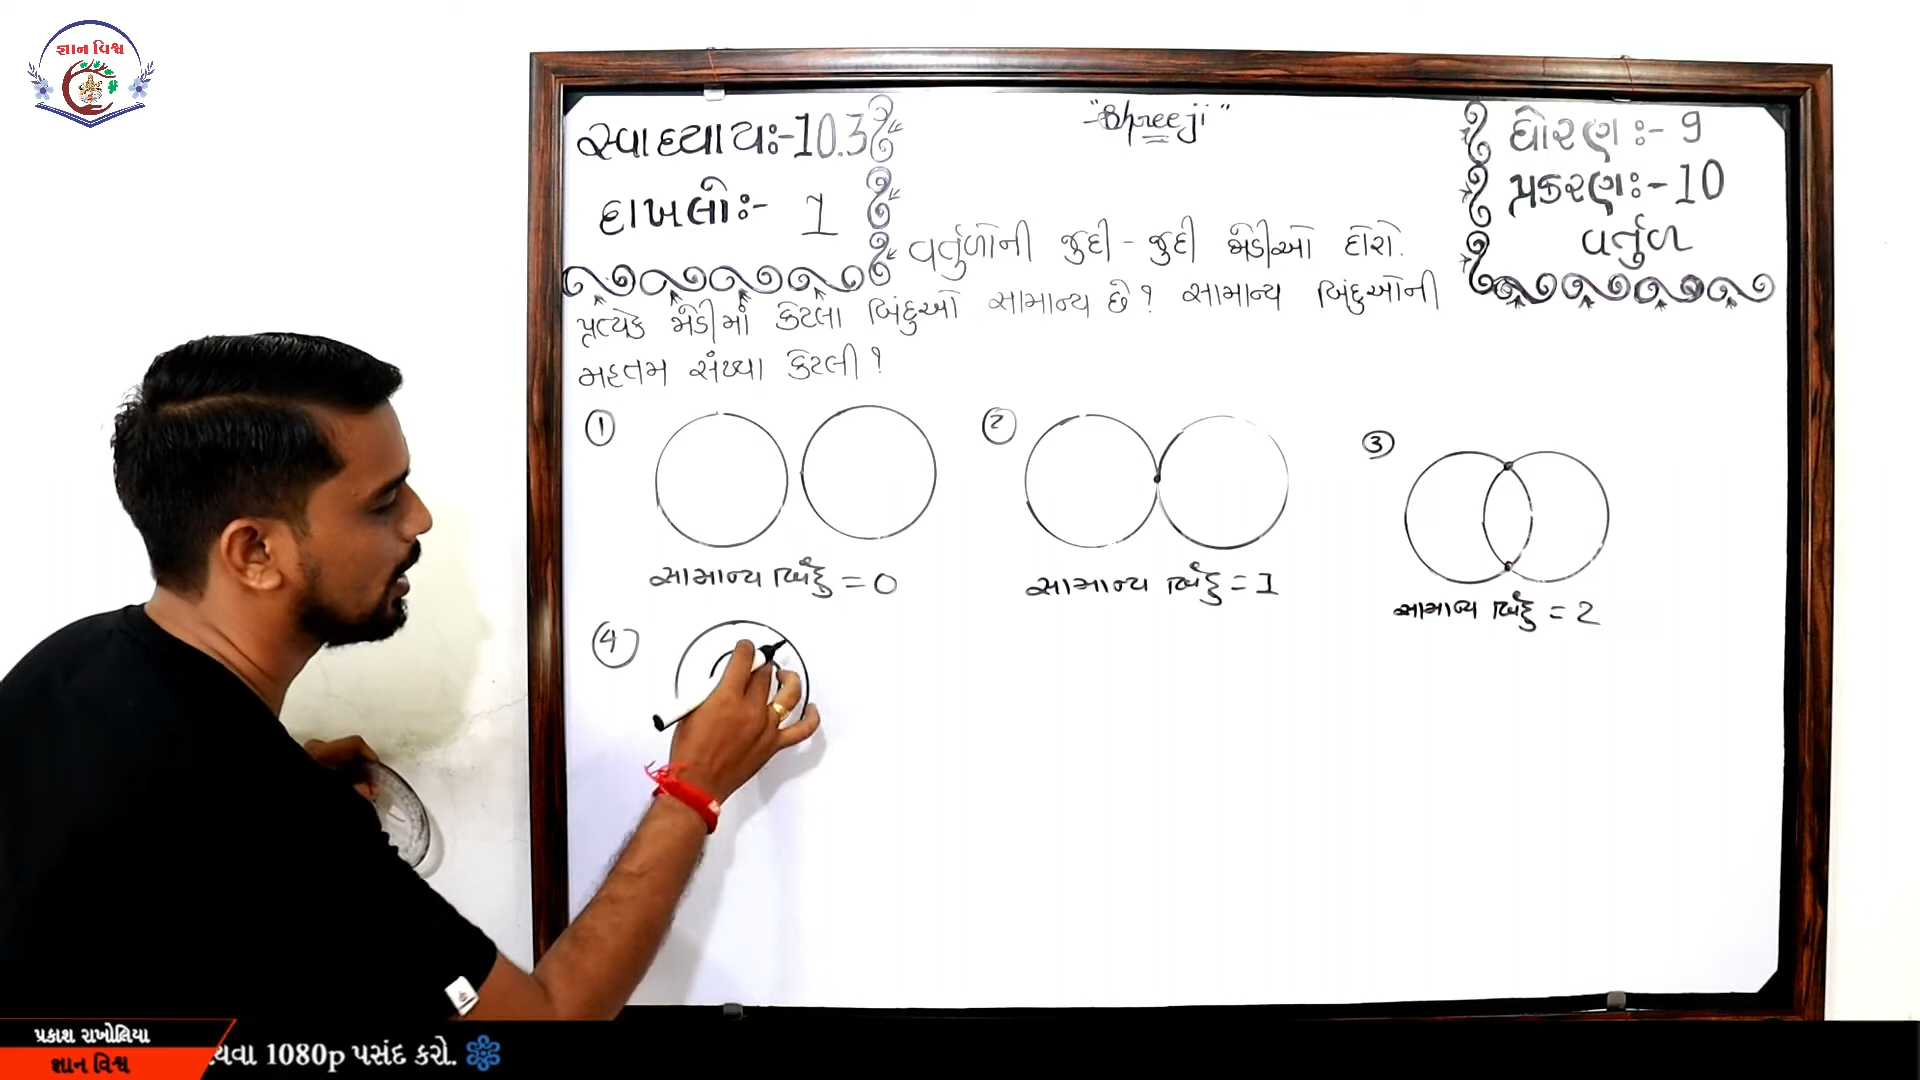 જ્ઞાન વિશ્વ
"Shreeji"
સ્વાધ્યાયઃ-10.3
દાખલોઃ- 1
ધોરણઃ- 9
પ્રકરણઃ-10
વર્તુળ
વર્તુળોની જુદી - જુદી જોડીઓ દોરો.
પ્રત્યેક જોડીમાં કેટલા બિંદુઓ સામાન્ય છે? સામાન્ય બિંદુઓની
મહત્તમ સંખ્યા કેટલી?
1
2
3
સામાન્ય બિંદુ = 0
સામાન્ય બિંદુ = 1
સામાન્ય બિંદુ = 2
4
પ્રકાશ રાખોલિયા
જ્ઞાન વિશ્વ
1080p પસંદ કરો.